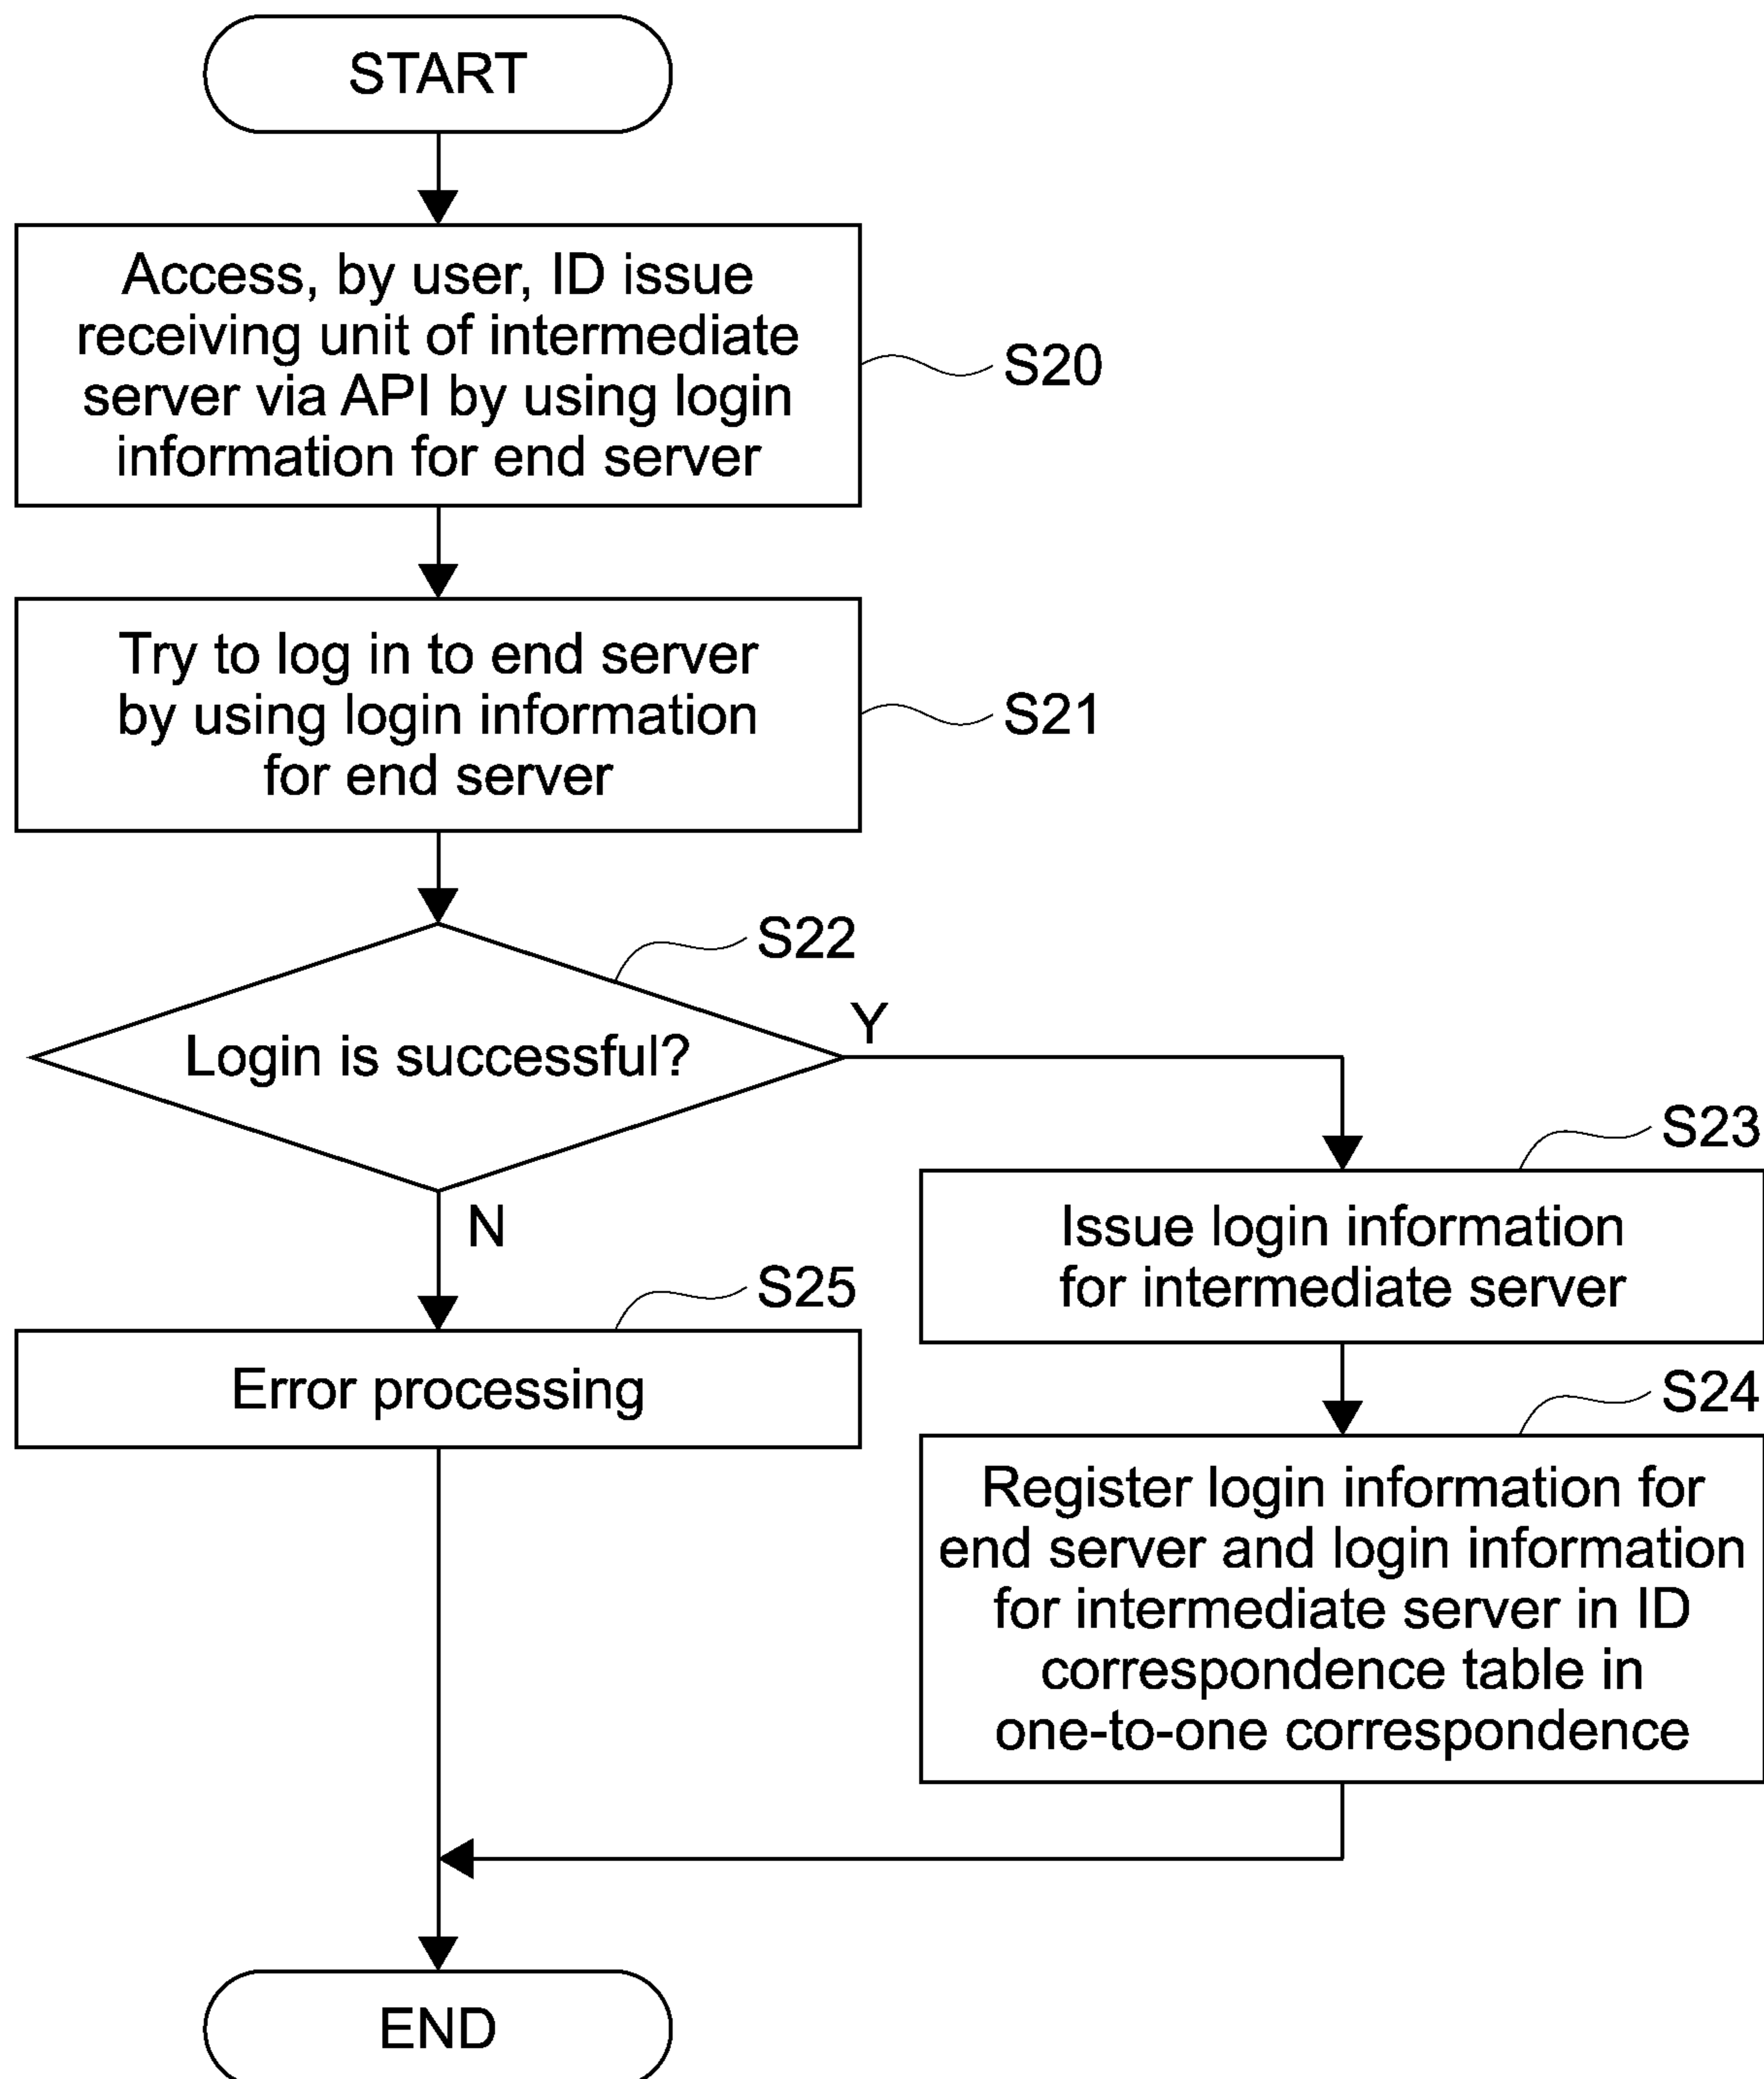 START
Access, by user, ID issue
receiving unit of intermediate
server via API by using login
information for end server
S20
Try to log in to end server
by using login information
for end server
S21
S22
Login is successful?
Y
N
S23
Issue login information
for intermediate server
S25
Error processing
S24
Register login information for
end server and login information
for intermediate server in ID
correspondence table in
one-to-one correspondence
END